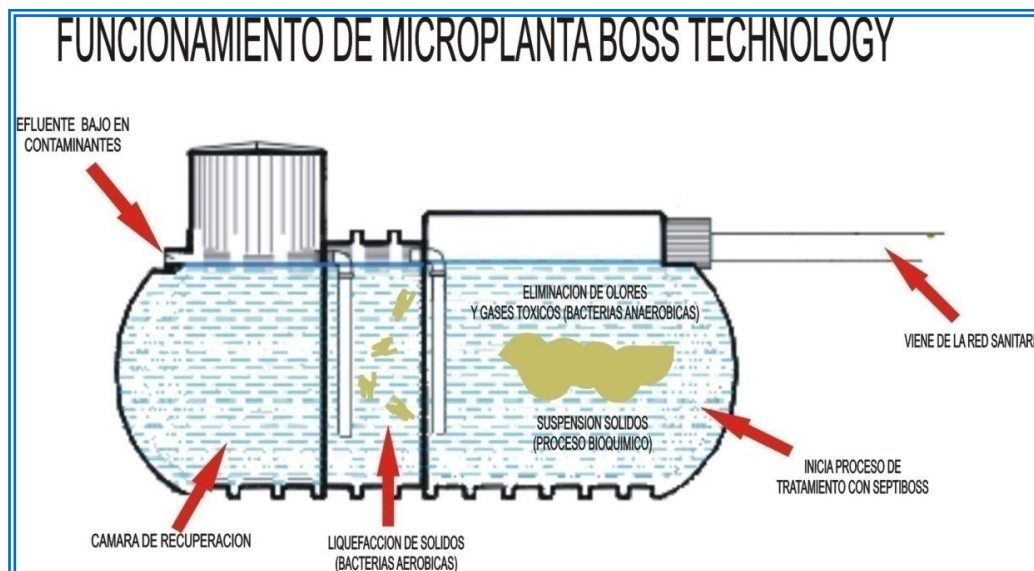 FUNCIONAMIENTO DE MICROPLANTA BOSS TECHNOLOGY
EFLUENTE BAJO EN
CONTAMINANTES
ELIMINACION DE OLORES
Y GASES TOXICOS (BACTERIAS ANAEROBICAS)
VIENE DE LA RED SANITARI
SUSPENSION SOLIDOS
(PROCESO BIOQUIMICO)
INICIA PROCESO DE
TRATAMIENTO CON SEPTIBOSS
CAMARA DE RECUPERACION
LIQUEFACCION DE SOLIDOS
(BACTERIAS AEROBICAS)